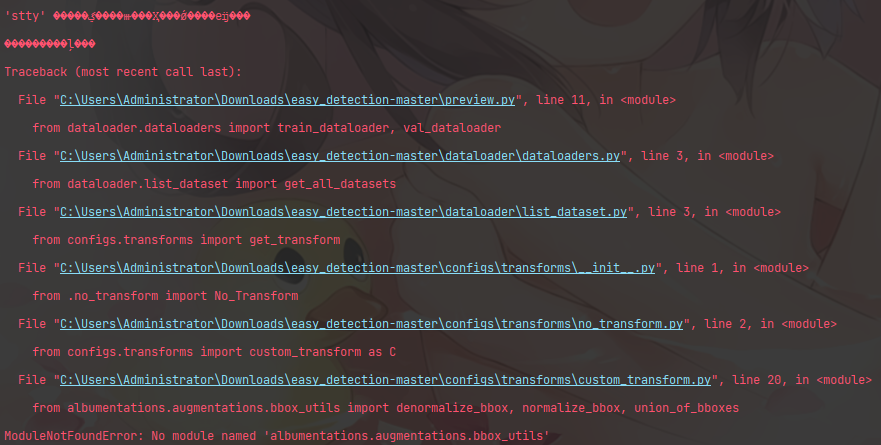 'stty'
Traceback (most recent call last):
File "C:\Users\Administrator\Downloads\easy_detection-master\preview.py", line 11, in <module>
from dataloader.dataloaders import train_dataloader, val_dataloader
File "C:\Users\Administrator\Downloads\easy_detection-master\dataloader\dataloaders.py", line 3, in <module>
from dataloader.list_dataset import get_all_datasets
File "C:\Users\Administrator\Downloads\easy_detection-master\dataloader\list_dataset.py", line 3, in <module>
from configs.transforms import get_transform
File "C:\Users\Administrator\Downloads\easy_detection-master\configs\transforms\__init__.py", line 1, in <module>
from .no_transform import No_Transform
File "C:\Users\Administrator\Downloads\easy_detection-master\configs\transforms\no_transform.py", line 2, in <module>
from configs.transforms import custom_transform as C
File "C:\Users\Administrator\Downloads\easy_detection-master\configs\transforms\custom_transform.py", line 20, in <module>
from albumentations.augmentations.bbox_utils import denormalize_bbox, normalize_bbox, union_of_bboxes
ModuleNotFoundError: No module named 'albumentations.augmentations.bbox_utils'